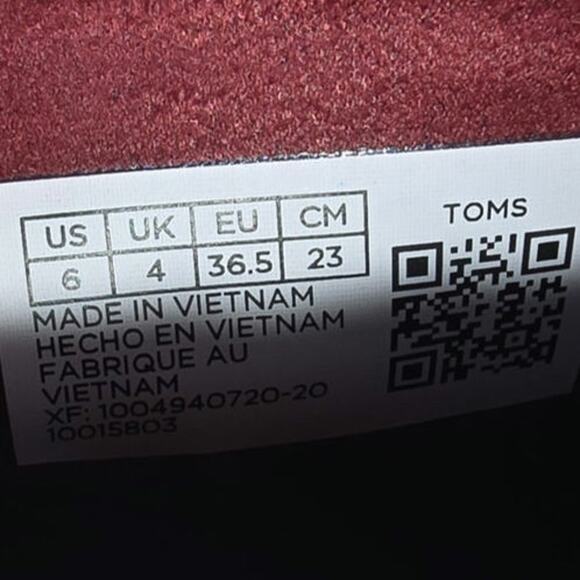 US UK EU CM
6 4 36.5 23
MADE IN VIETNAM
HECHO EN VIETNAM
FABRIQUE AU
VIETNAM
XF: 1004940720-20
10015803
TOMS